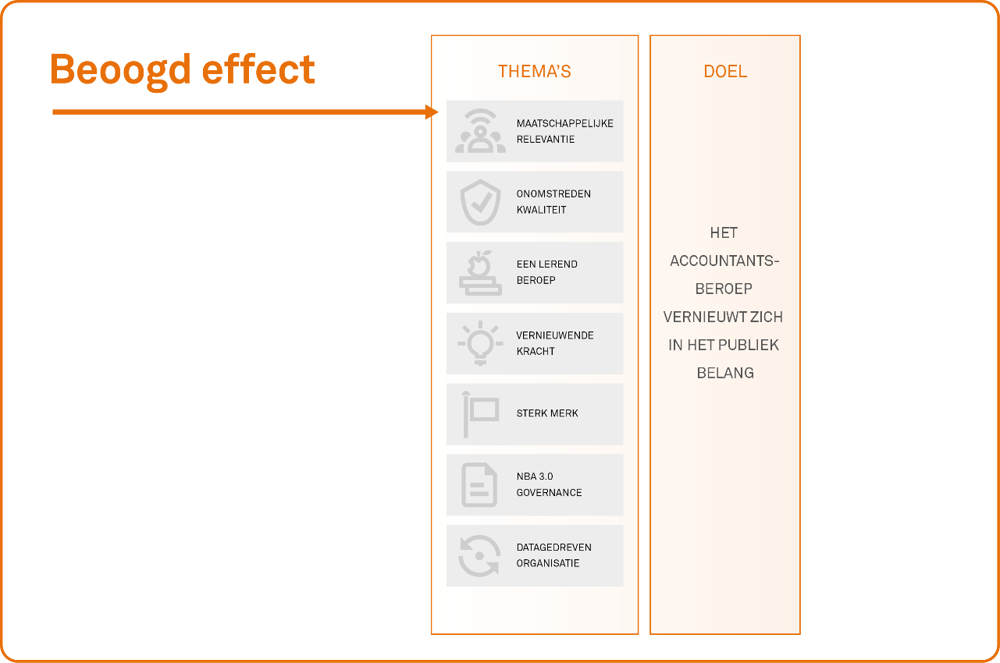 Beoogd effect
THEMA'S
MAATSCHAPPELIJKE
RELEVANTIE
ONOMSTREDEN
KWALITEIT
EEN LEREND
BEROEP
VERNIEUWENDE
KRACHT
STERK MERK
NBA 3.0
GOVERNANCE
DATAGEDREVEN
ORGANISATIE
DOEL
HET
ACCOUNTANTS-
BEROEP
VERNIEUWT ZICH
IN HET PUBLIEK
BELANG